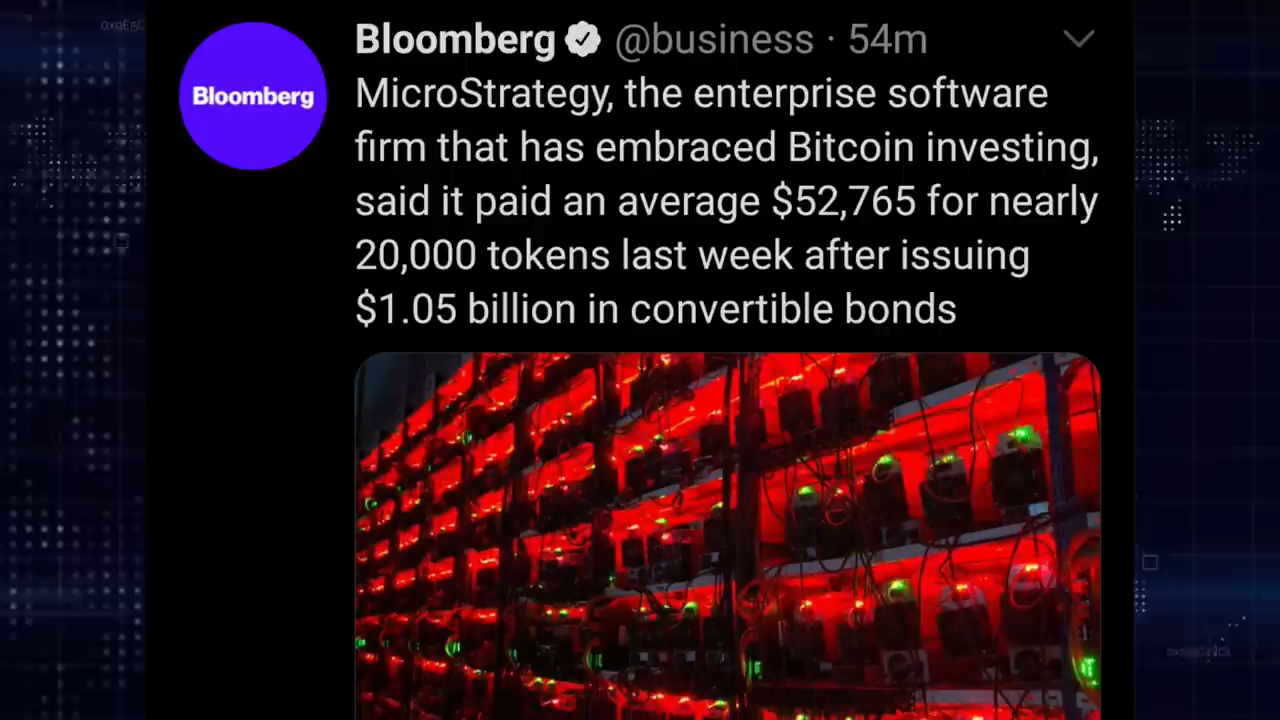 Bloomberg
Bloomberg @business · 54m
MicroStrategy, the enterprise software
firm that has embraced Bitcoin investing,
said it paid an average $52,765 for nearly
20,000 tokens last week after issuing
$1.05 billion in convertible bonds